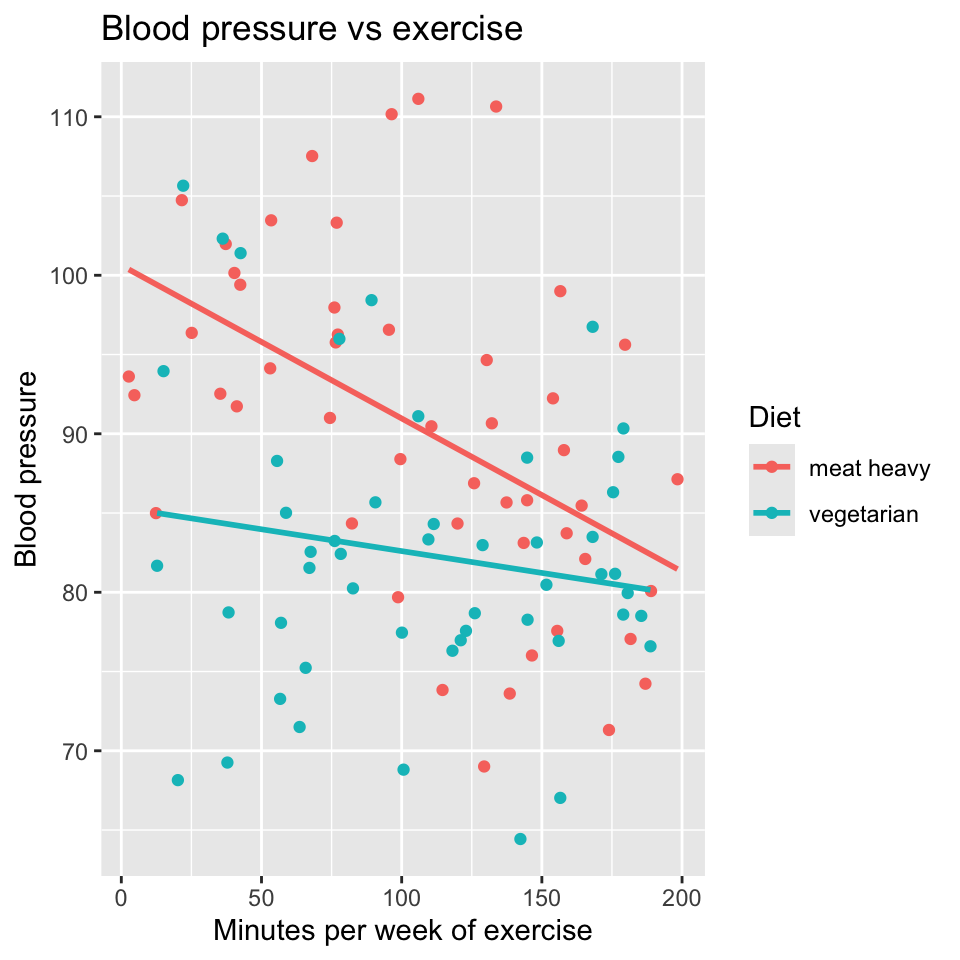 Blood pressure vs exercise
110
100
90
80
70
Blood pressure
0 50 100 150 200
Minutes per week of exercise
Diet
meat heavy
vegetarian